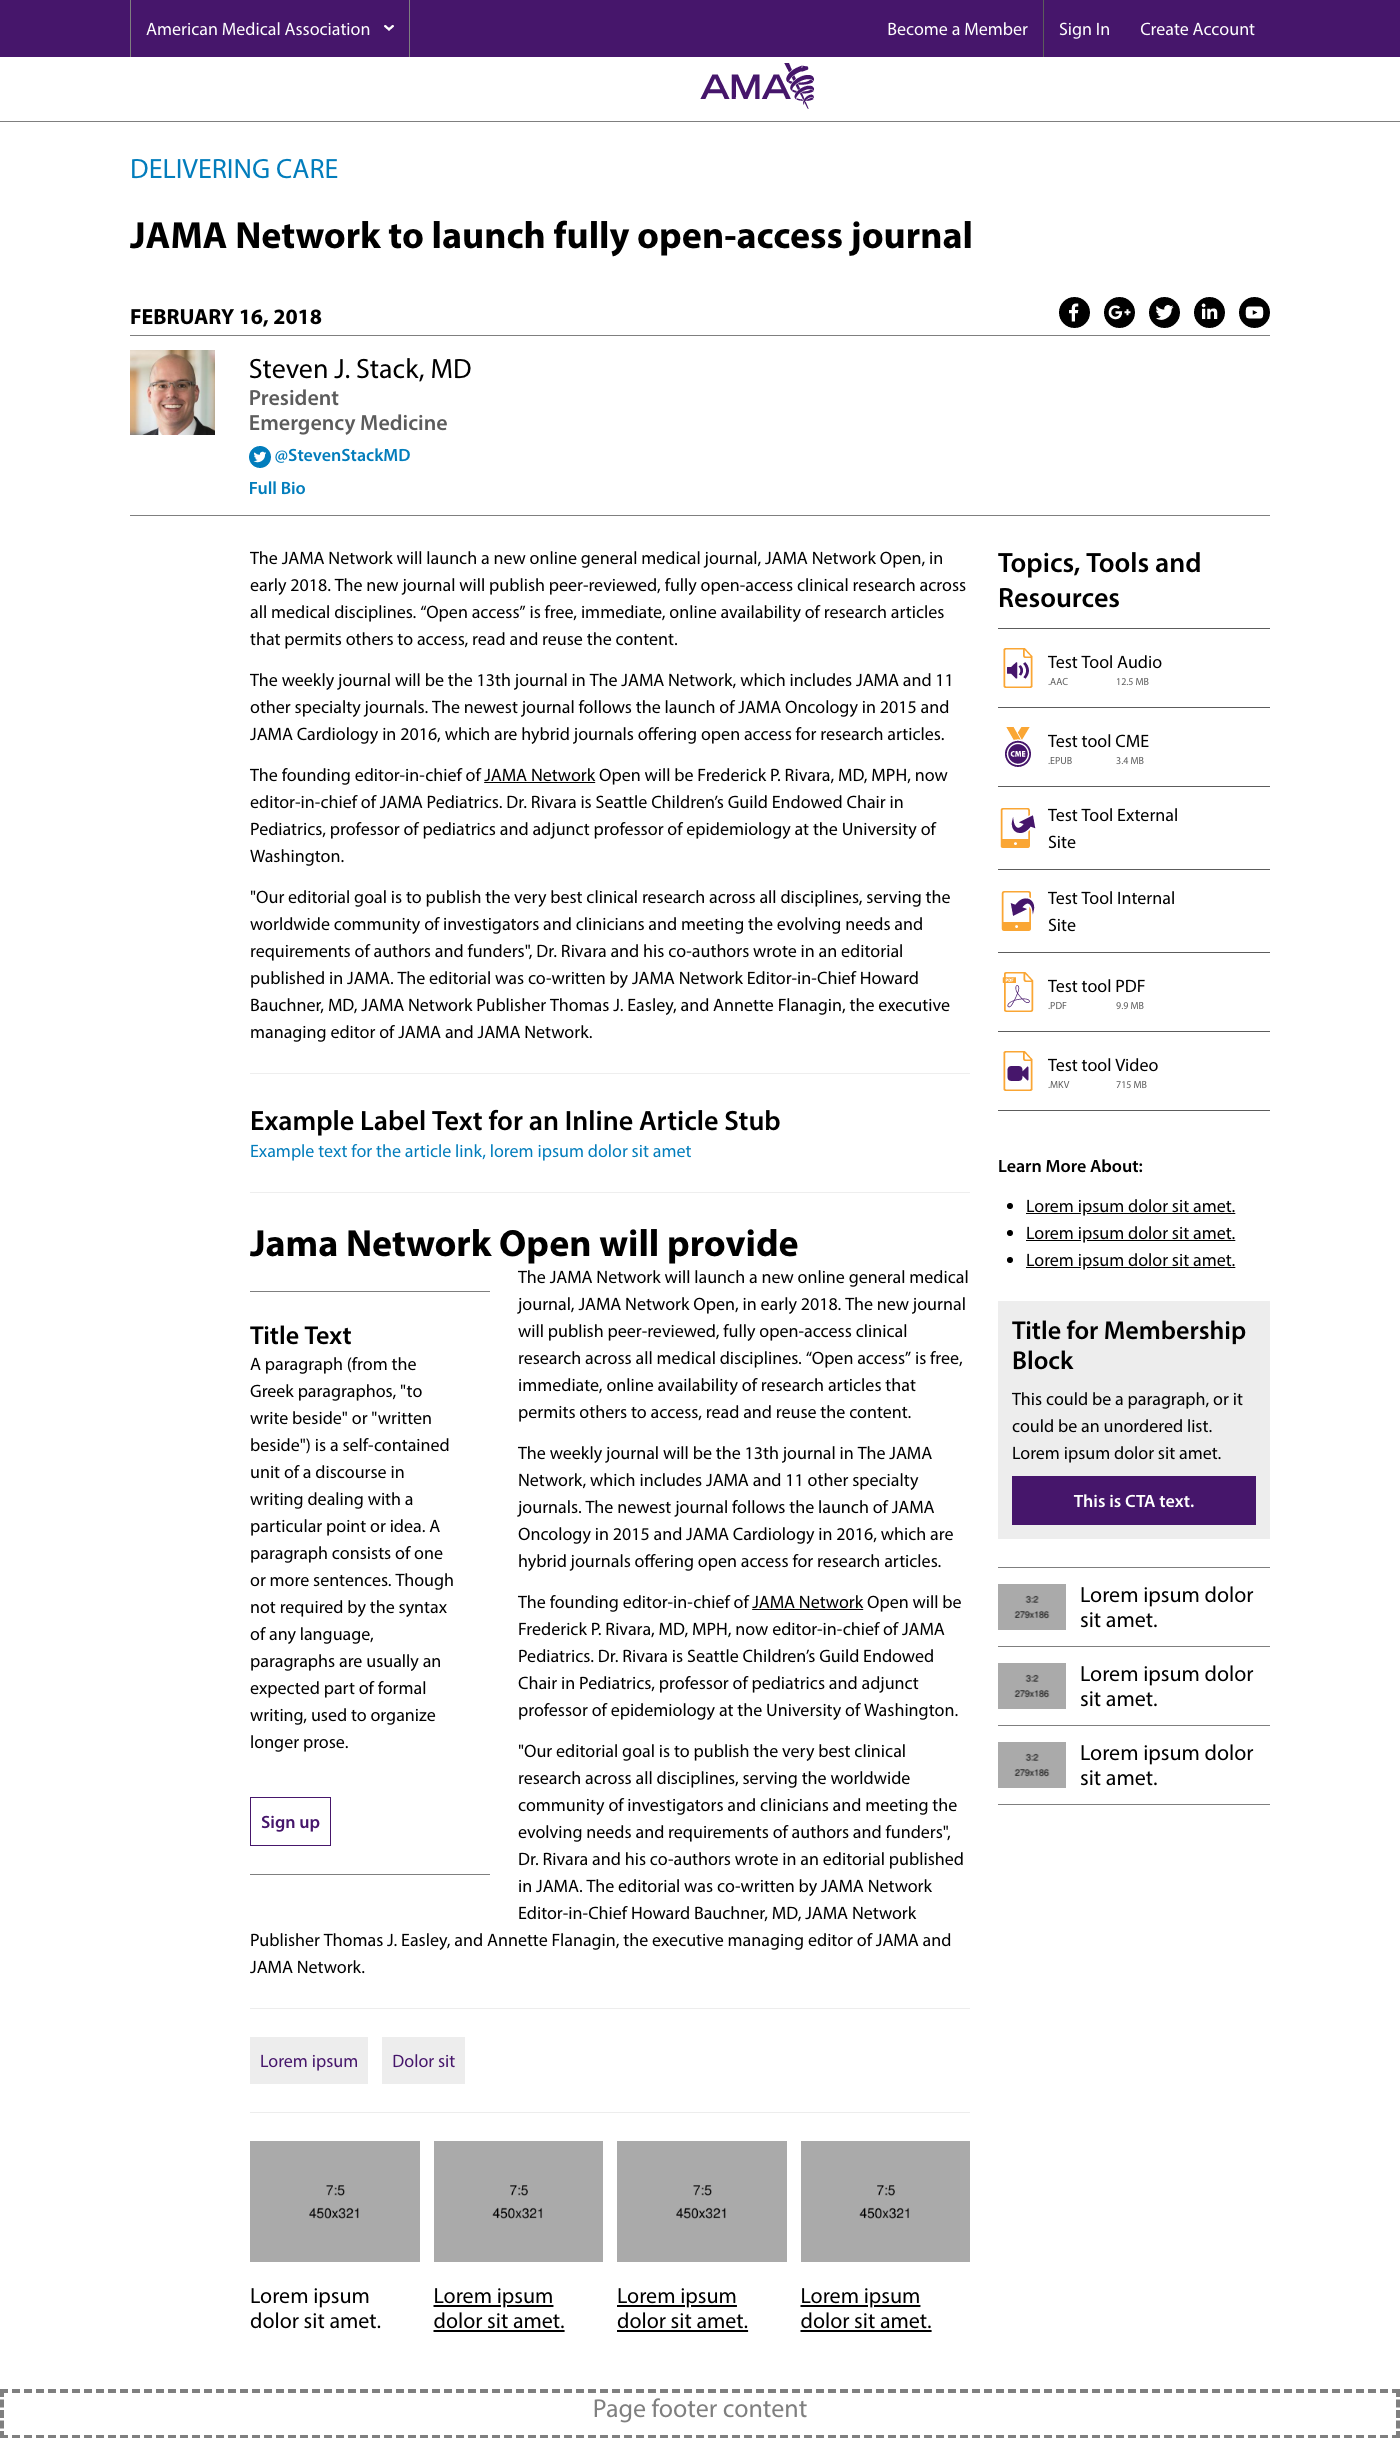 American Medical Association
Become a Member
Sign In
Create Account
AMA
DELIVERING CARE
JAMA Network to launch fully open-access journal
FEBRUARY 16, 2018
Steven J. Stack, MD
President
Emergency Medicine
@StevenStackMD
Full Bio
The JAMA Network will launch a new online general medical journal, JAMA Network Open, in
early 2018. The new journal will publish peer-reviewed, fully open-access clinical research across
all medical disciplines. “Open access” is free, immediate, online availability of research articles
that permits others to access, read and reuse the content.
The weekly journal will be the 13th journal in The JAMA Network, which includes JAMA and 11
other specialty journals. The newest journal follows the launch of JAMA Oncology in 2015 and
JAMA Cardiology in 2016, which are hybrid journals offering open access for research articles.
The founding editor-in-chief of JAMA Network Open will be Frederick P. Rivara, MD, MPH, now
editor-in-chief of JAMA Pediatrics. Dr. Rivara is Seattle Children’s Guild Endowed Chair in
Pediatrics, professor of pediatrics and adjunct professor of epidemiology at the University of
Washington.
"Our editorial goal is to publish the very best clinical research across all disciplines, serving the
worldwide community of investigators and clinicians and meeting the evolving needs and
requirements of authors and funders", Dr. Rivara and his co-authors wrote in an editorial
published in JAMA. The editorial was co-written by JAMA Network Editor-in-Chief Howard
Bauchner, MD, JAMA Network Publisher Thomas J. Easley, and Annette Flanagin, the executive
managing editor of JAMA and JAMA Network.
Example Label Text for an Inline Article Stub
Example text for the article link, lorem ipsum dolor sit amet
Jama Network Open will provide
Title Text
A paragraph (from the
Greek paragraphos, "to
write beside" or "written
beside") is a self-contained
unit of a discourse in
writing dealing with a
particular point or idea. A
paragraph consists of one
or more sentences. Though
not required by the syntax
of any language,
paragraphs are usually an
expected part of formal
writing, used to organize
longer prose.
Sign up
The JAMA Network will launch a new online general medical
journal, JAMA Network Open, in early 2018. The new journal
will publish peer-reviewed, fully open-access clinical
research across all medical disciplines. “Open access” is free,
immediate, online availability of research articles that
permits others to access, read and reuse the content.
The weekly journal will be the 13th journal in The JAMA
Network, which includes JAMA and 11 other specialty
journals. The newest journal follows the launch of JAMA
Oncology in 2015 and JAMA Cardiology in 2016, which are
hybrid journals offering open access for research articles.
The founding editor-in-chief of JAMA Network Open will be
Frederick P. Rivara, MD, MPH, now editor-in-chief of JAMA
Pediatrics. Dr. Rivara is Seattle Children’s Guild Endowed
Chair in Pediatrics, professor of pediatrics and adjunct
professor of epidemiology at the University of Washington.
"Our editorial goal is to publish the very best clinical
research across all disciplines, serving the worldwide
community of investigators and clinicians and meeting the
evolving needs and requirements of authors and funders",
Dr. Rivara and his co-authors wrote in an editorial published
in JAMA. The editorial was co-written by JAMA Network
Editor-in-Chief Howard Bauchner, MD, JAMA Network
Publisher Thomas J. Easley, and Annette Flanagin, the executive managing editor of JAMA and
JAMA Network.
Lorem ipsum
Dolor sit
7:5
450x321
7:5
450x321
7:5
450x321
7:5
450x321
Lorem ipsum
dolor sit amet.
Lorem ipsum
dolor sit amet.
Lorem ipsum
dolor sit amet.
Lorem ipsum
dolor sit amet.
Topics, Tools and
Resources
Test Tool Audio
.AAC 12.5 MB
CME
Test tool CME
.EPUB 3.4 MB
Test Tool External
Site
Test Tool Internal
Site
Test tool PDF
.PDF 9.9 MB
Test tool Video
.MKV 715 MB
Learn More About:
Lorem ipsum dolor sit amet.
Lorem ipsum dolor sit amet.
Lorem ipsum dolor sit amet.
Title for Membership
Block
This could be a paragraph, or it
could be an unordered list.
Lorem ipsum dolor sit amet.
This is CTA text.
3:2
279x186
Lorem ipsum dolor
sit amet.
3:2
279x186
Lorem ipsum dolor
sit amet.
3:2
279x186
Lorem ipsum dolor
sit amet.
Page footer content